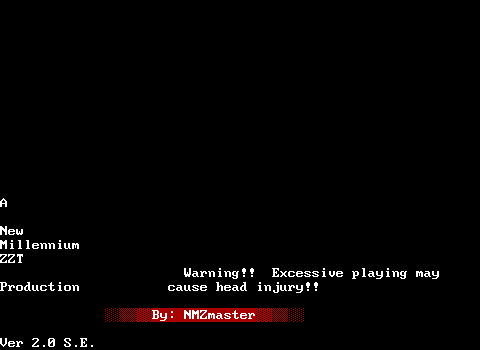 A
New
Millennium
ZZT
Warning!!  Excessive playing may
Production cause head injury!!
By: NMZmaster
Ver 2.0 S.E.